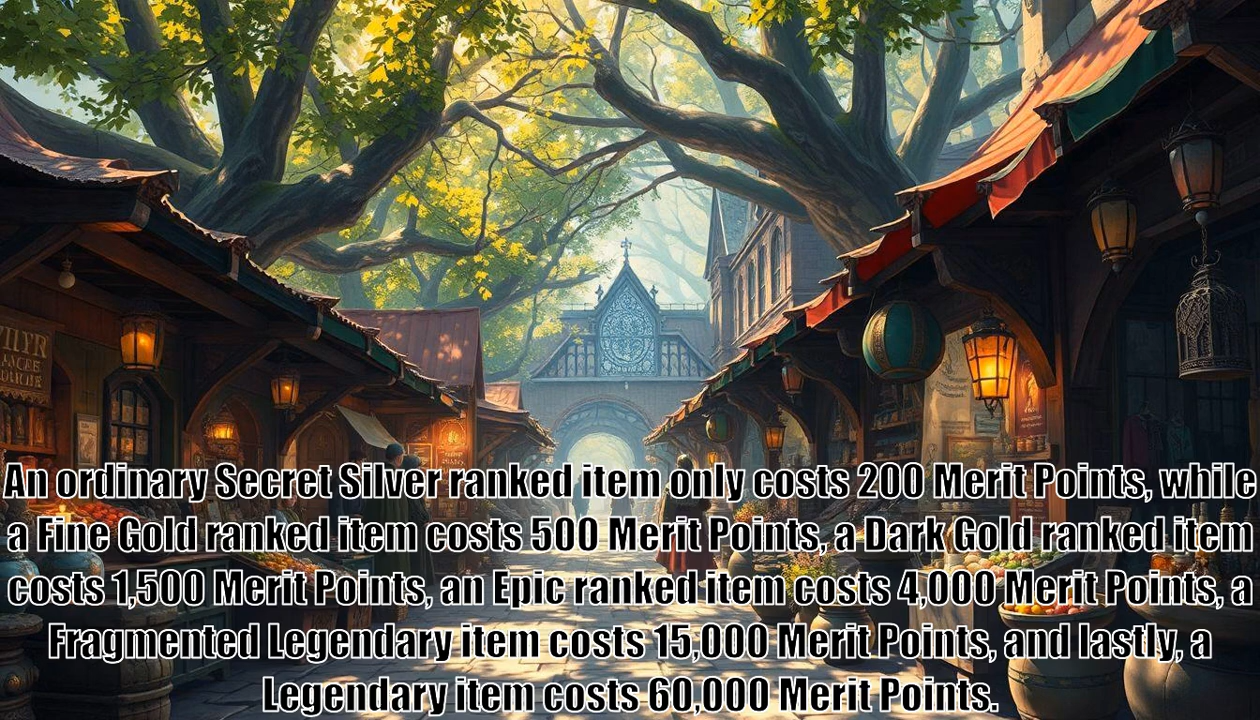 An ordinary Secret Silver ranked item only costs 200 Merit Points, while
a Fine Gold ranked item costs 500 Merit Points, a Dark Gold ranked item
costs 1,500 Merit Points, an Epic ranked item costs 4,000 Merit Points, a
Fragmented Legendary item costs 15,000 Merit Points, and lastly, a
Legendary item costs 60,000 Merit Points.